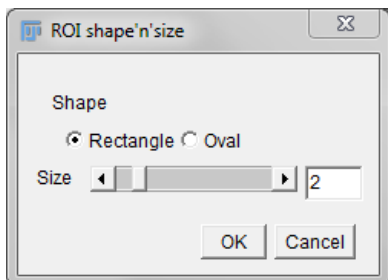 ROI shape'n'size
Shape
Rectangle Oval
Size 2
OK Cancel